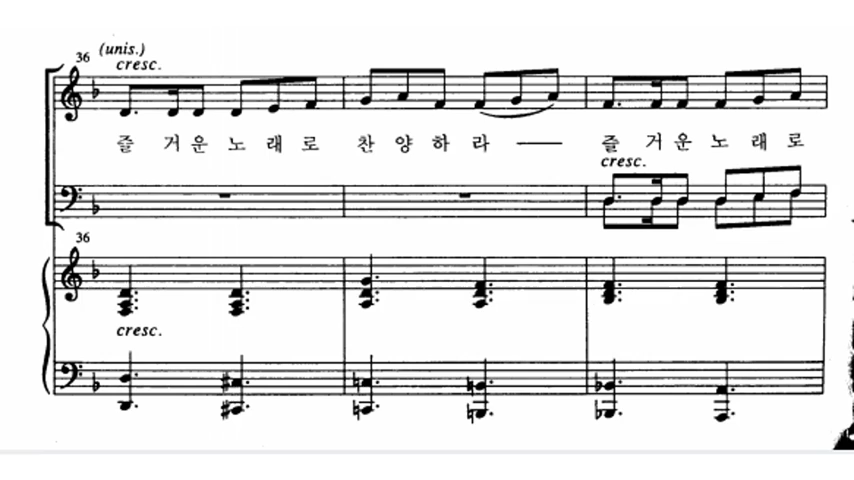 36 (unis.)
cresc.
즐 거운 노 래 로 찬 양 하 라 즐 거운 노 래 로
cresc.
36
cresc.